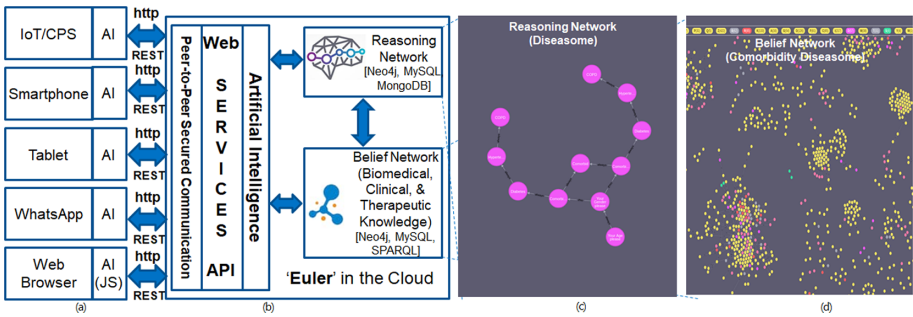 IoT/CPS
AI
http
REST
Smartphone
AI
http
REST
Tablet
AI
http
REST
WhatsApp
AI
http
REST
Web
Browser
AI
(JS)
http
REST
(a)
Peer-to-Peer Secured Communication
Web
S
E
R
V
I
C
E
S
API
Artificial Intelligence
Reasoning
Network
[Neo4j, MySQL,
MongoDB]
Belief Network
(Biomedical,
Clinical, &
Therapeutic
Knowledge)
[Neo4j, MySQL,
SPARQL]
'Euler' in the Cloud
(b)
Reasoning Network
(Diseasome)
(c)
Belief Network
(Comorbidity Diseasome)
(d)